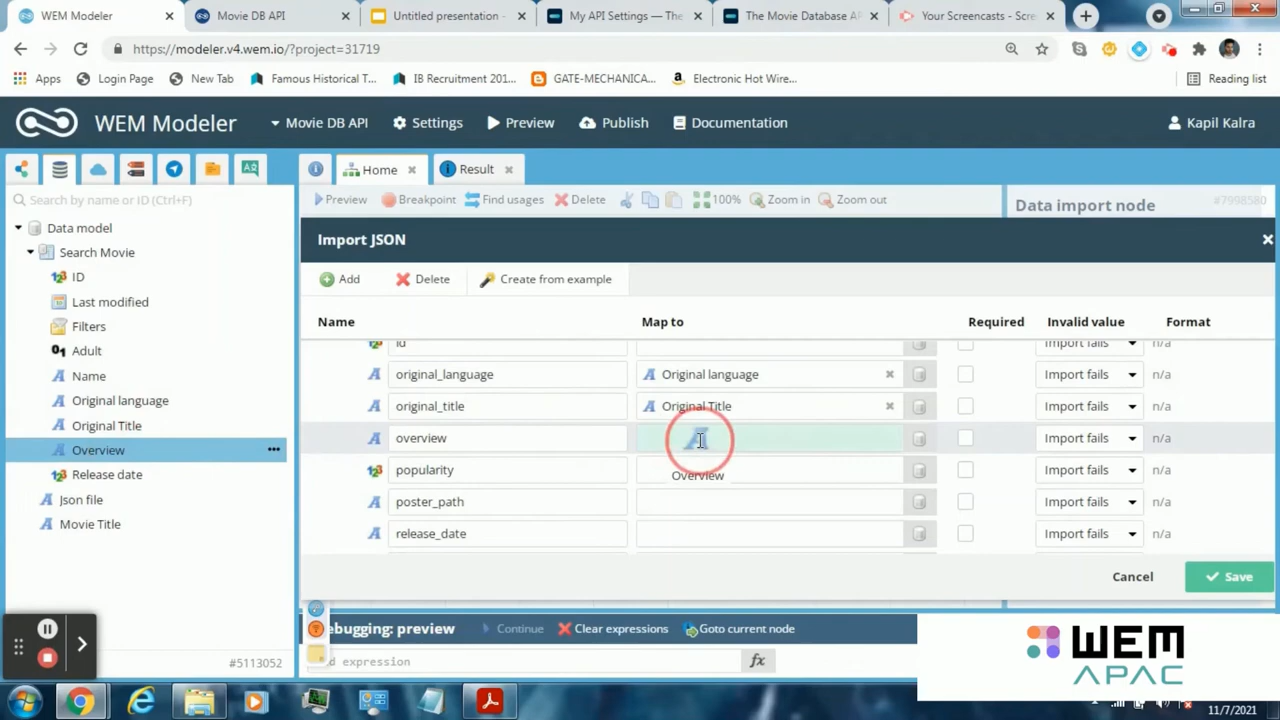 WEM Modeler
Movie DB API
Untitled presentation -
My API Settings — The
The Movie Database AP
Your Screencasts - Scre
https://modeler.v4.wem.io/?project=31719
Apps
Login Page
New Tab
Famous Historical T...
IB Recruitment 201...
GATE-MECHANICA...
Electronic Hot Wire...
Reading list
WEM Modeler
Movie DB API
Settings
Preview
Publish
Documentation
Kapil Kalra
Home
Result
Search by name or ID (Ctrl+F)
Preview
Breakpoint
Find usages
Delete
100%
Zoom in
Zoom out
Data import node
#7998580
Data model
Search Movie
ID
Last modified
Filters
Adult
Name
Original language
Original Title
Overview
Release date
Json file
Movie Title
Import JSON
Add
Delete
Create from example
Name
Map to
Required
Invalid value
Format
id
Import fails
n/a
original_language
Original language
Import fails
n/a
original_title
Original Title
Import fails
n/a
overview
Import fails
n/a
popularity
Overview
Import fails
n/a
poster_path
Import fails
n/a
release_date
Import fails
n/a
Cancel
Save
ebugging: preview
Continue
Clear expressions
Goto current node
d expression
fx
#5113052
WEM
APAC
11/7/2021